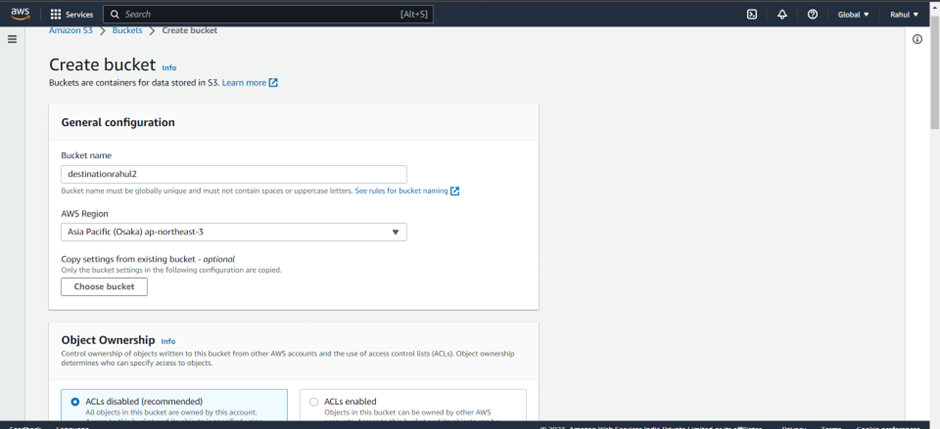 aws Services Search [Alt+S] Global ▼ Rahul ▼
Amazon S3 > Buckets > Create bucket
Create bucket Info
Buckets are containers for data stored in S3. Learn more
General configuration
Bucket name
destinationrahul2
Bucket name must be globally unique and must not contain spaces or uppercase letters. See rules for bucket naming
AWS Region
Asia Pacific (Osaka) ap-northeast-3
Copy settings from existing bucket - optional
Only the bucket settings in the following configuration are copied.
Choose bucket
Object Ownership Info
Control ownership of objects written to this bucket from other AWS accounts and the use of access control lists (ACLs). Object ownership
determines who can specify access to objects.
ACLs disabled (recommended) ACLs enabled
All objects in this bucket are owned by this account. Objects in this bucket can be owned by other AWS